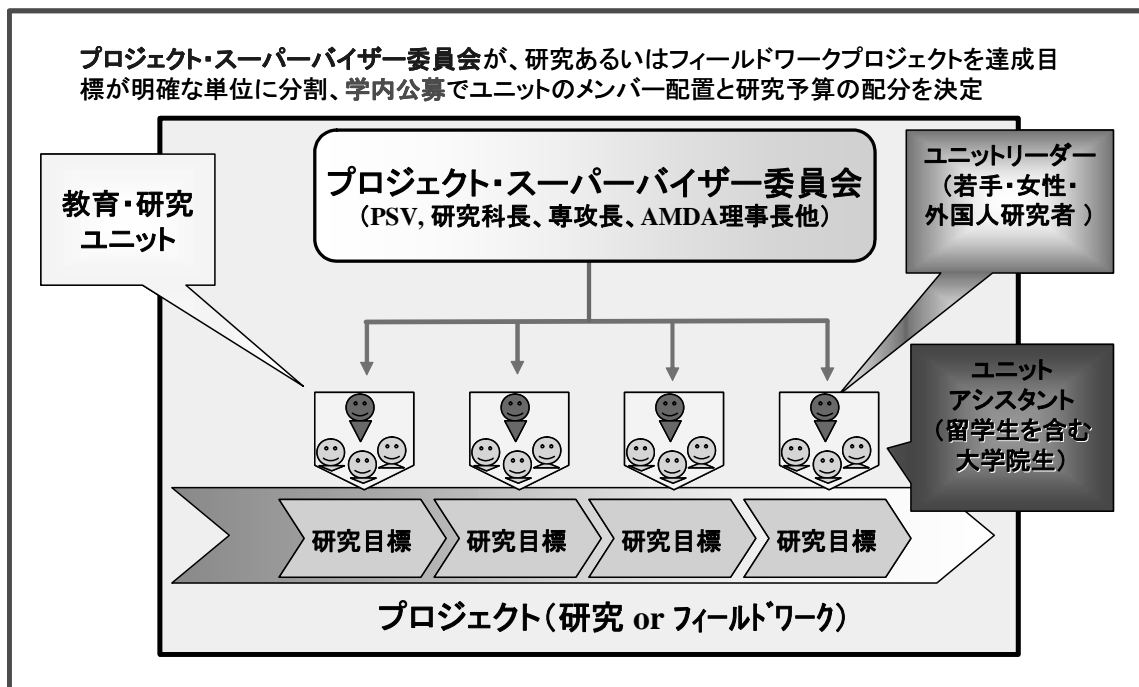 プロジェクト・スーパーバイザー委員会が、研究あるいはフィールドワークプロジェクトを達成目
標が明確な単位に分割、学内公募でユニットのメンバー配置と研究予算の配分を決定
プロジェクト・スーパーバイザー委員会
（PSV, 研究科長、専攻長、AMDA理事長他）
教育・研究
ユニット
ユニットリーダー
（若手・女性・
外国人研究者 ）
ユニット
アシスタント
（留学生を含む
大学院生）
研究目標
研究目標
研究目標
研究目標
プロジェクト（研究 or フィールドワーク）